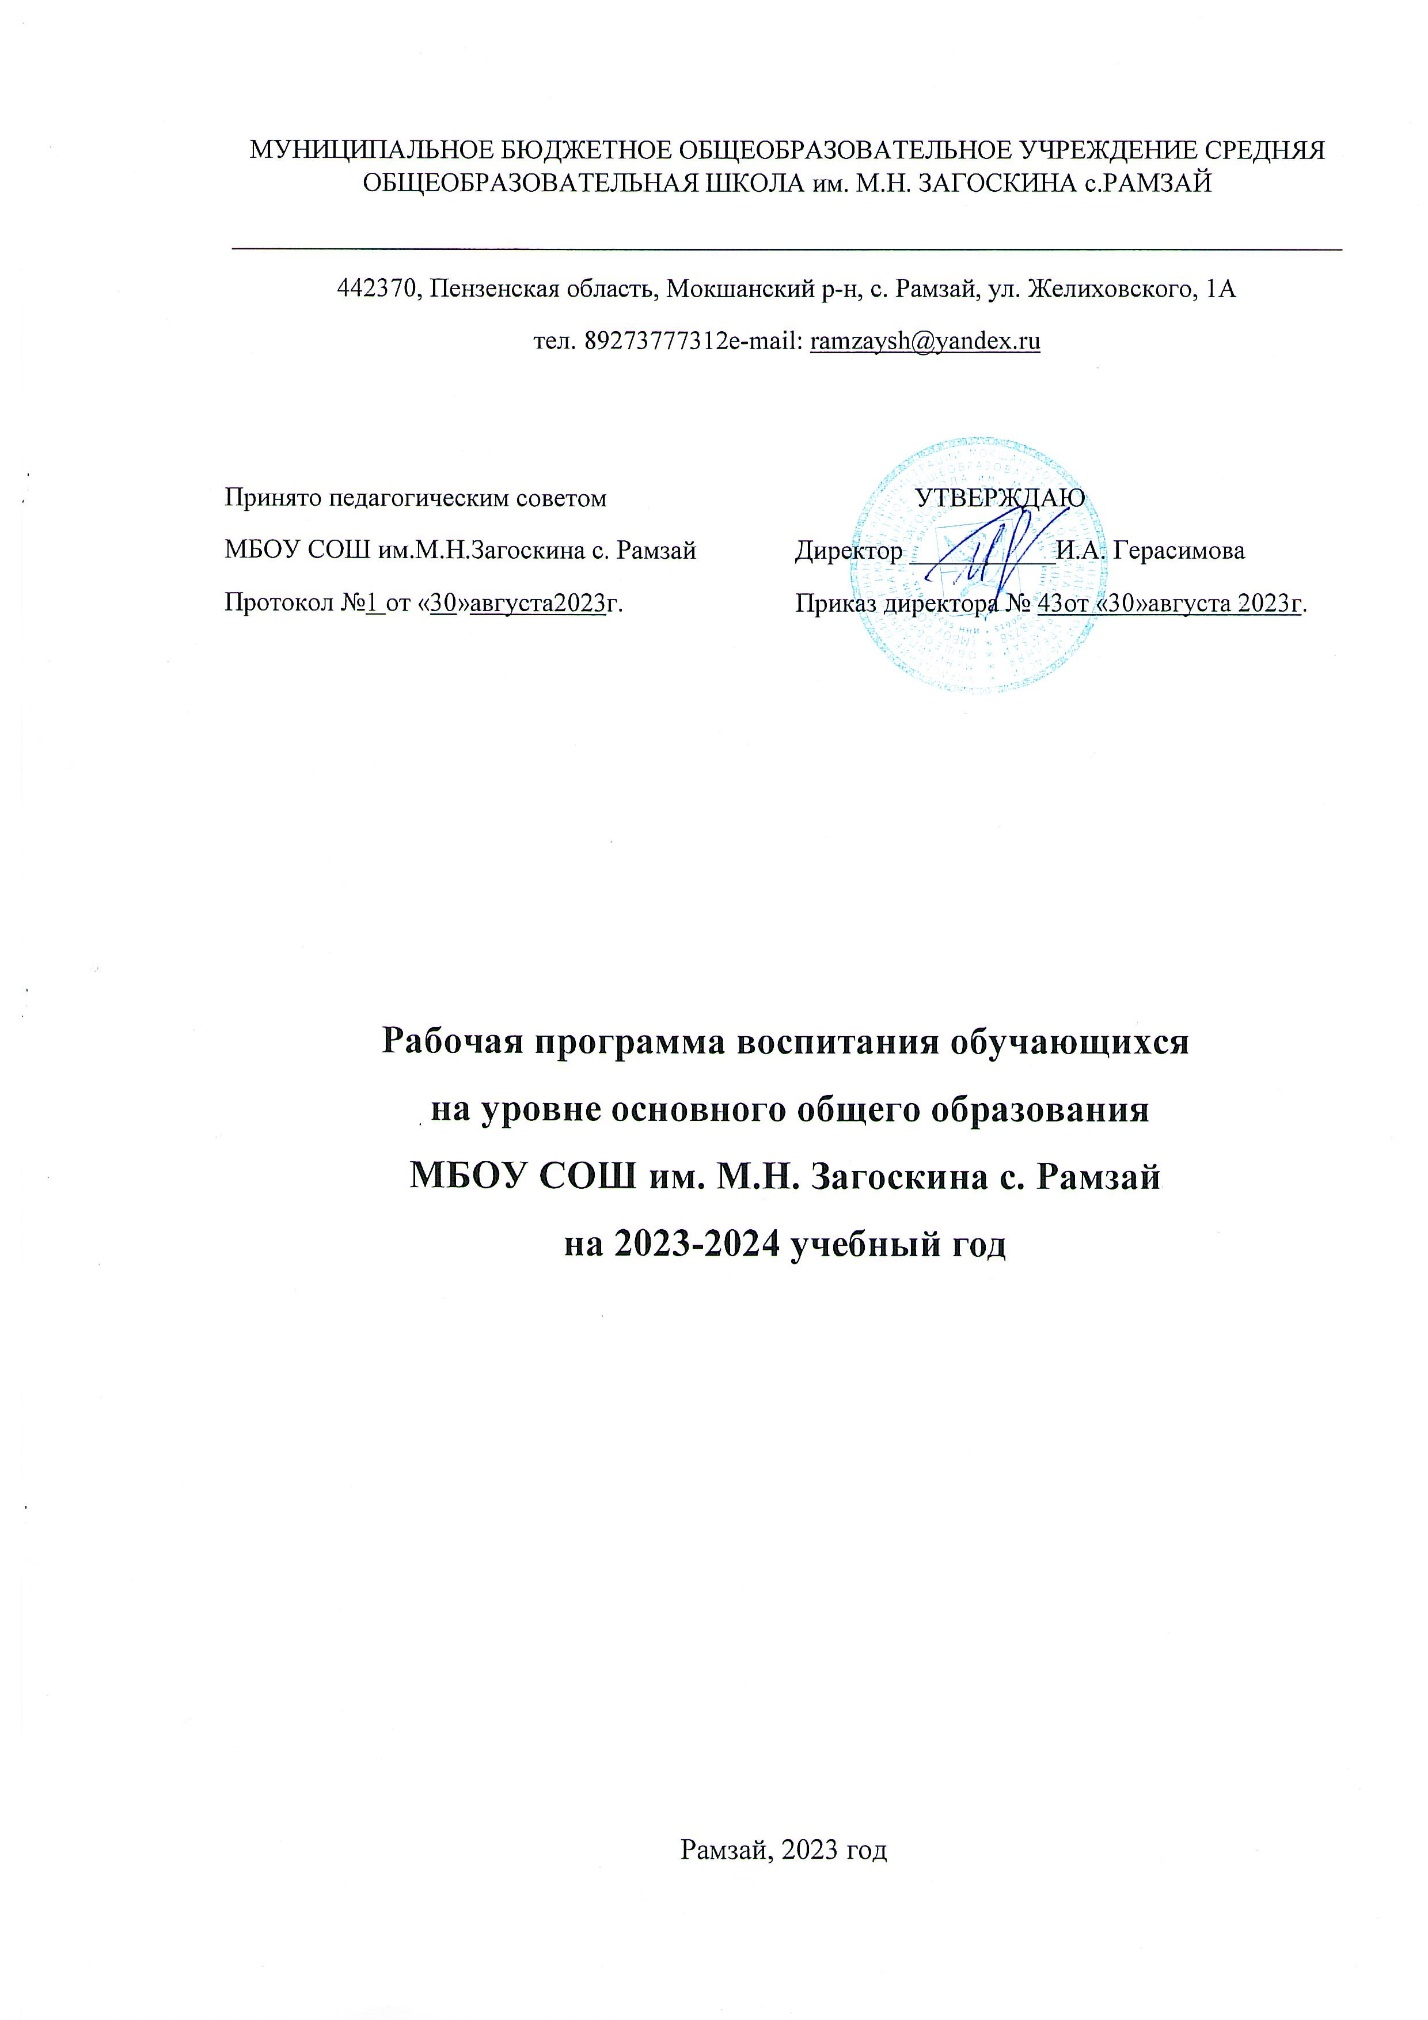 МУНИЦИПАЛЬНОЕ БЮДЖЕТНОЕ ОБЩЕОБРАЗОВАТЕЛЬНОЕ УЧРЕЖДЕНИЕ СРЕДНЯЯ
ОБЩЕОБРАЗОВАТЕЛЬНАЯ ШКОЛА им. М.Н. ЗАГОСКИНА с.РАМЗАЙ
442370, Пензенская область, Мокшанский р-н, с. Рамзай, ул. Желиховского, 1А
тел. 89273777312e-mail: ramzaysh@yandex.ru
Принято педагогическим советом
МБОУ СОШ им.М.Н.Загоскина с. Рамзай
Протокол №1 от «30»августа2023г.
УТВЕРЖДАЮ
Директор ___________И.А. Герасимова
Приказ директора № 43от «30»августа 2023г.
Рабочая программа воспитания обучающихся
на уровне основного общего образования
МБОУ СОШ им. М.Н. Загоскина с. Рамзай
на 2023-2024 учебный год
Рамзай, 2023 год